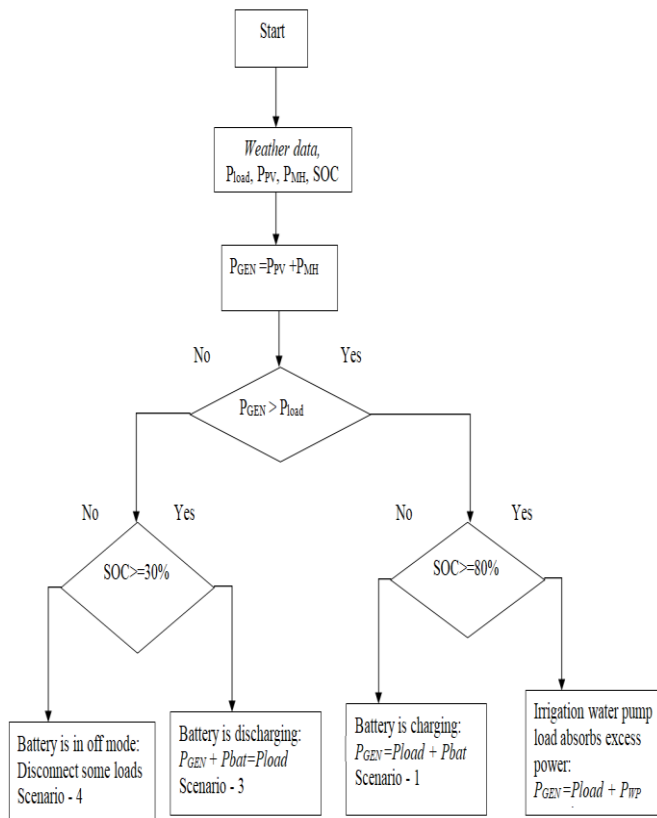 Start
Weather data,
Pload, PPV, PMH, SOC
PGEN =PPV +PMH
No
Yes
PGEN > Pload
No
Yes
No
Yes
SOC>=30%
SOC>=80%
Battery is in off mode:
Disconnect some loads
Scenario - 4
Battery is discharging:
PGEN + Pbat=Pload
Scenario - 3
Battery is charging:
PGEN=Pload + Pbat
Scenario - 1
Irrigation water pump
load absorbs excess
power:
PGEN=Pload + PWP